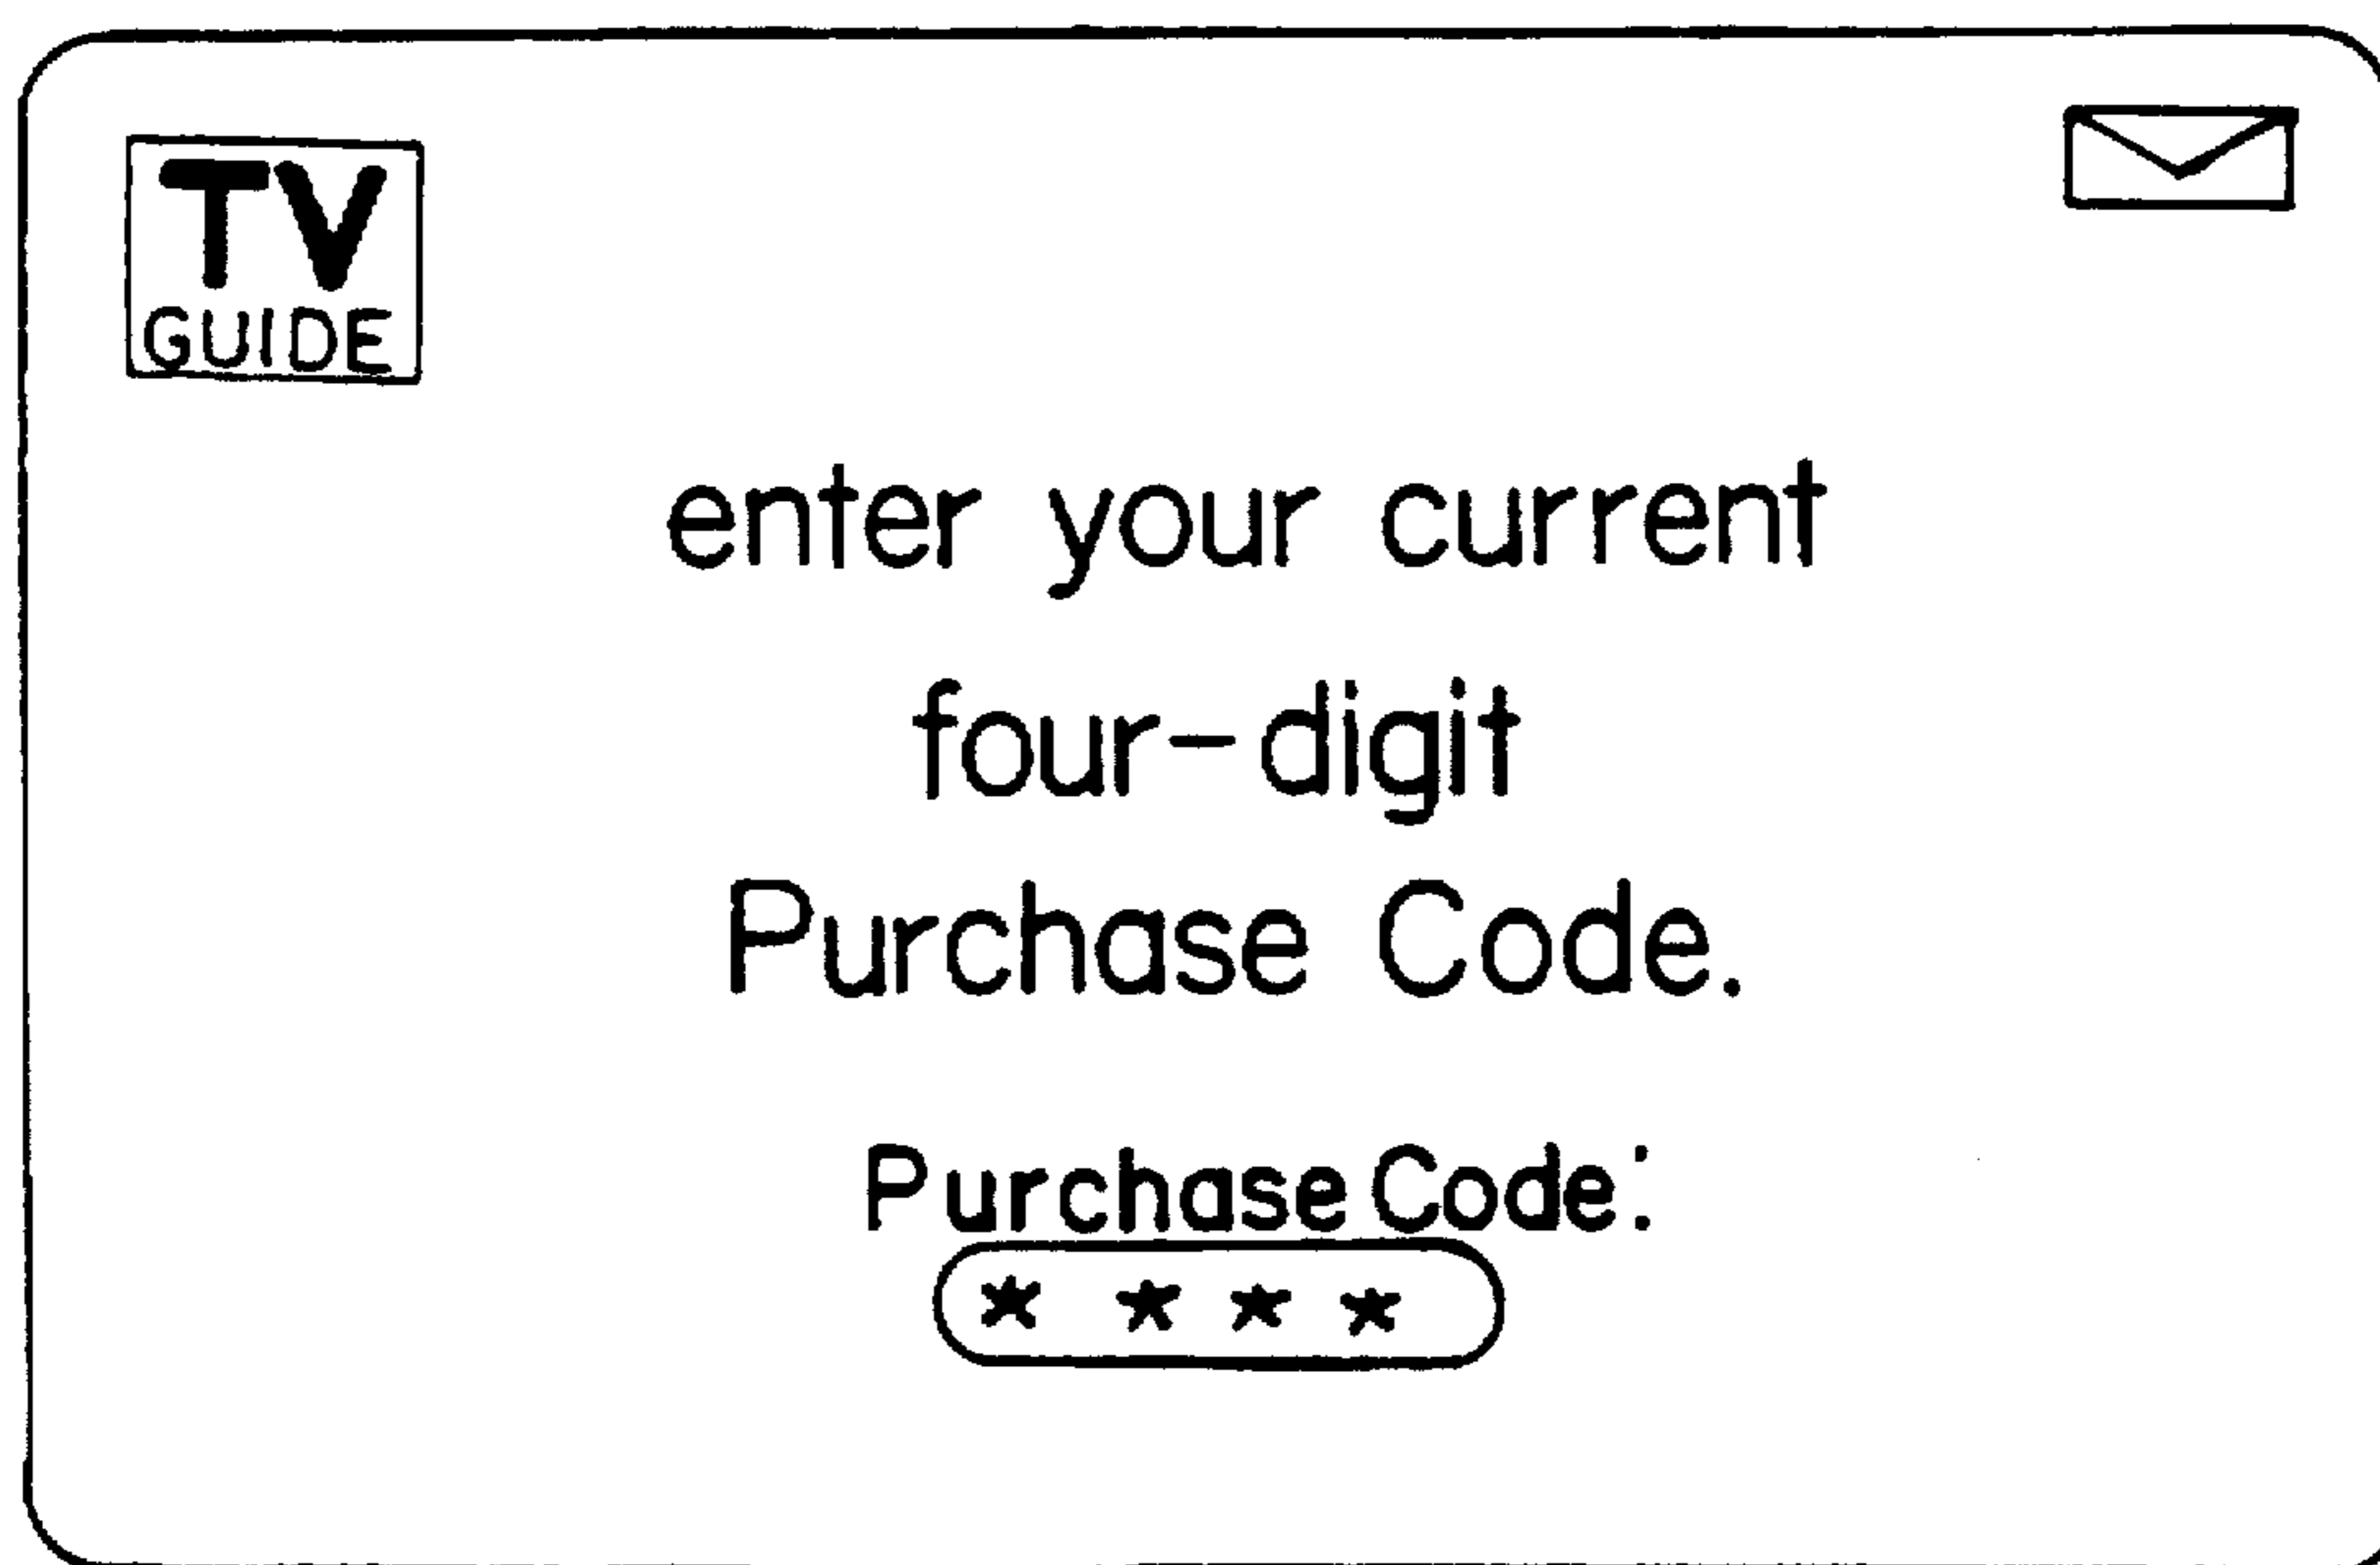 TV
GUIDE
enter your current
four-digit
Purchase Code.
Purchase Code:
* * * *